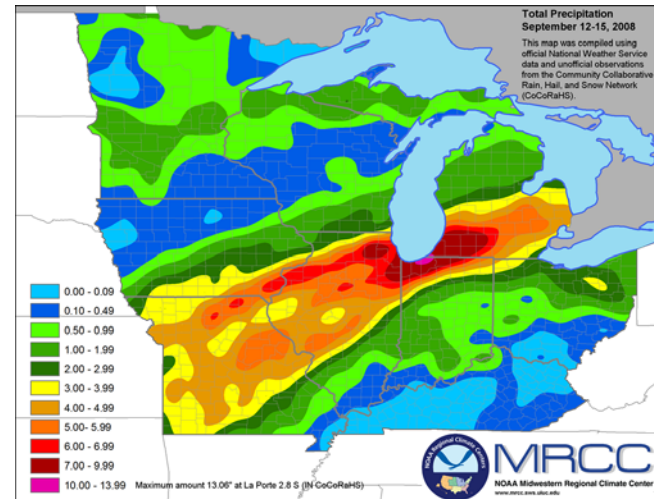 Total Precipitation
September 12-15, 2008
This map was compiled using
official National Weather Service
data and unofficial observations
from the Community Collaborative
Rain, Hail, and Snow Network
(CoCoRaHS).
0.00 - 0.09
0.10 - 0.49
0.50 - 0.99
1.00 - 1.99
2.00 - 2.99
3.00 - 3.99
4.00 - 4.99
5.00 - 5.99
6.00 - 6.99
7.00 - 9.99
10.00 - 13.99
Maximum amount 13.06" at La Porte 2.8 S (IN CoCoRaHS)
NOAA Regional Climate Centers
MRCC
NOAA Midwestern Regional Climate Center
www.mrcc.sws.uiuc.edu